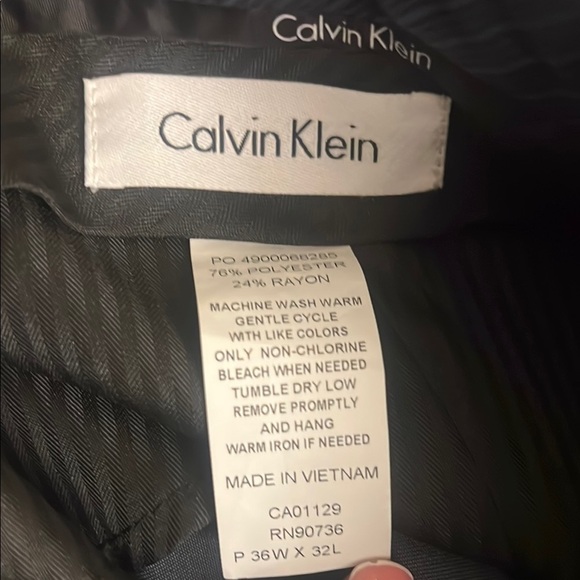 Calvin Klein
Calvin Klein
PO 4900066285
76% POLYESTER
24% RAYON
MACHINE WASH WARM
GENTLE CYCLE
WITH LIKE COLORS
ONLY NON-CHLORINE
BLEACH WHEN NEEDED
TUMBLE DRY LOW
REMOVE PROMPTLY
AND HANG
WARM IRON IF NEEDED
MADE IN VIETNAM
CA01129
RN90736
P 36W X 32L